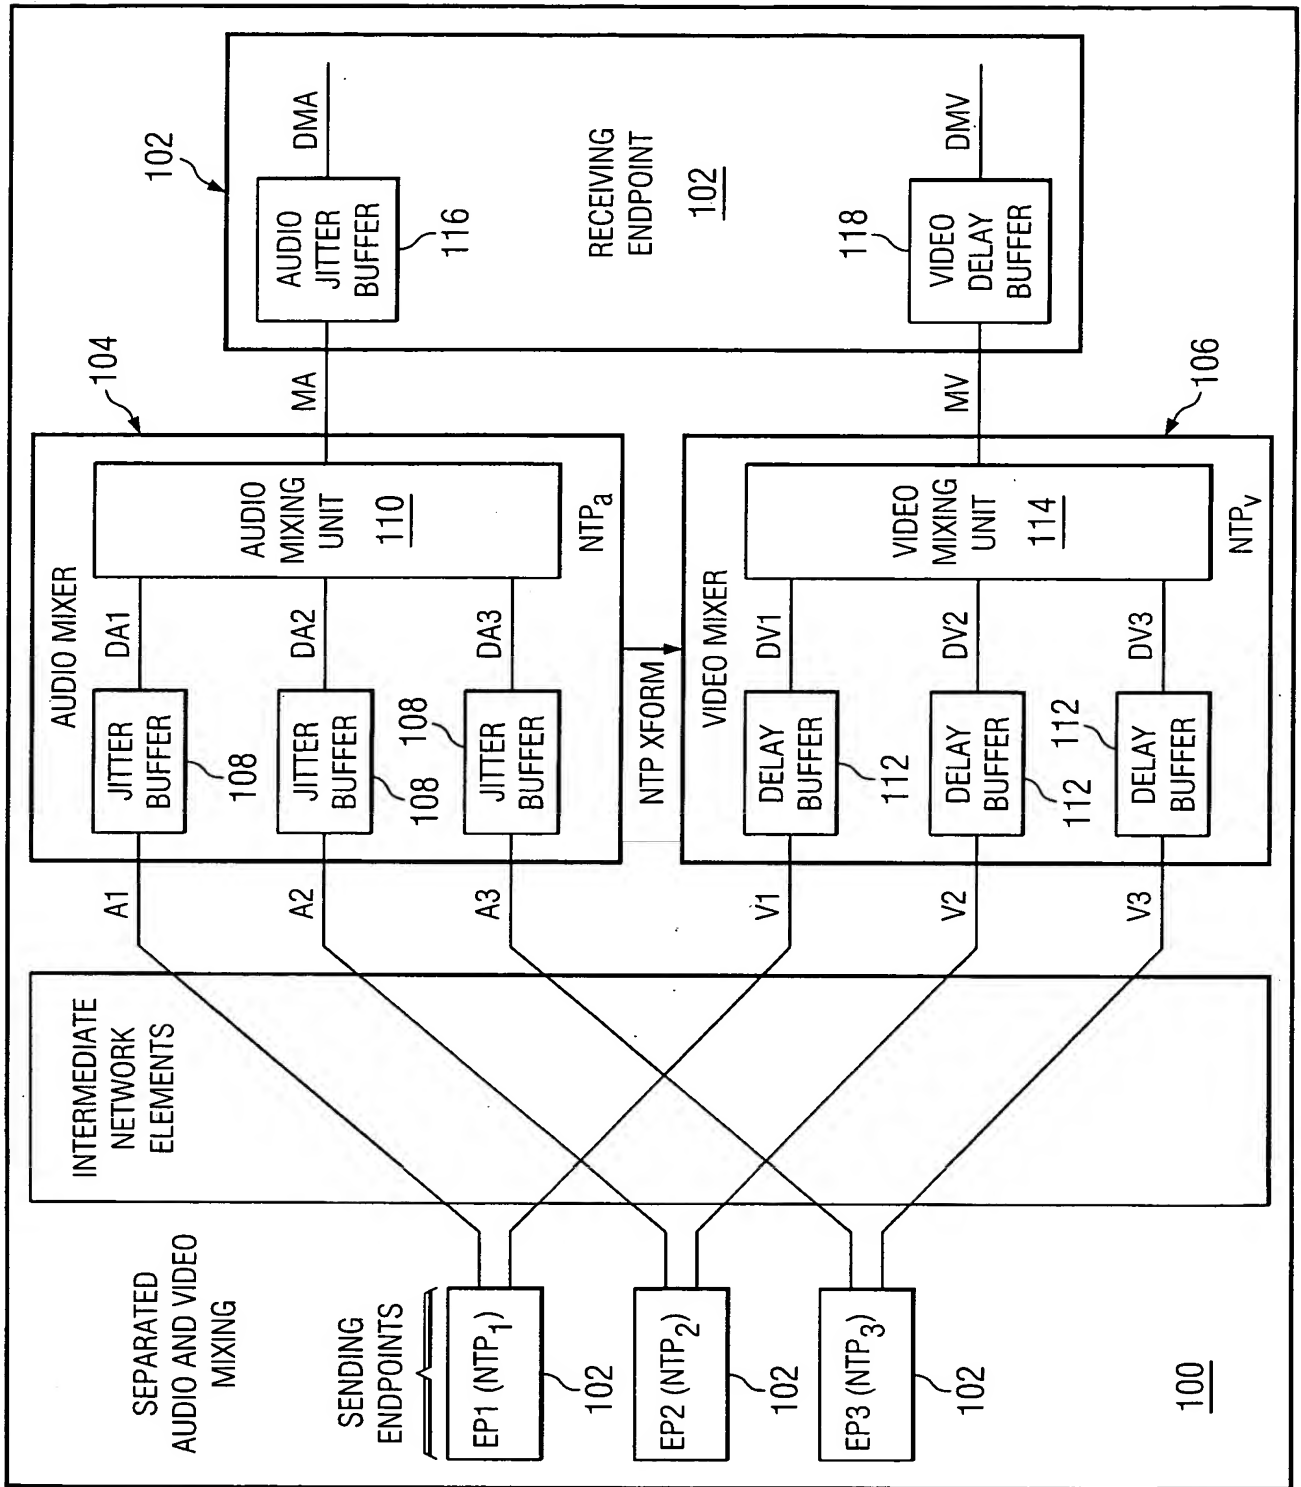 SEPARATED
AUDIO AND VIDEO
MIXING
SENDING
ENDPOINTS
EP1 (NTP1)
102
EP2 (NTP2)
102
EP3 (NTP3)
102
100
INTERMEDIATE
NETWORK
ELEMENTS
A1
A2
A3
V1
V2
V3
104
AUDIO MIXER
JITTER
BUFFER
108
JITTER
BUFFER
108
JITTER
BUFFER
108
DA1
DA2
DA3
AUDIO
MIXING
UNIT
110
NTPa
NTP XFORM
106
VIDEO MIXER
DELAY
BUFFER
112
DELAY
BUFFER
112
DELAY
BUFFER
112
DV1
DV2
DV3
VIDEO
MIXING
UNIT
114
NTPv
MA
MV
102
AUDIO
JITTER
BUFFER
116
DMA
RECEIVING
ENDPOINT
102
VIDEO
DELAY
BUFFER
118
DMV